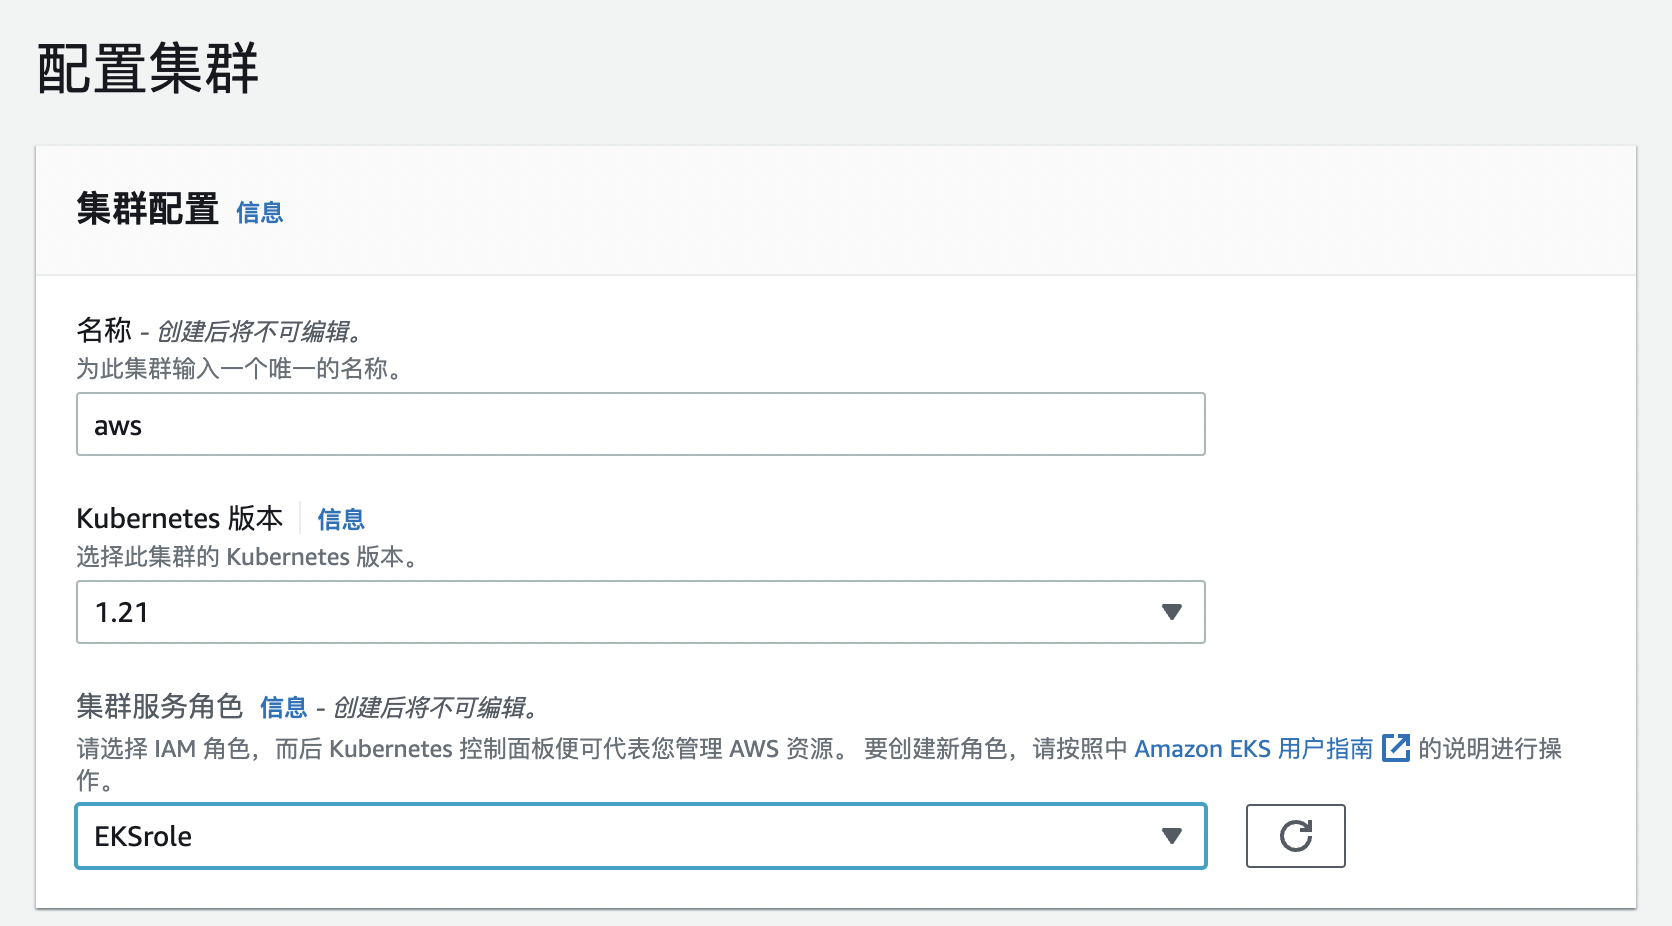 配置集群
集群配置 信息
名称 - 创建后将不可编辑。
为此集群输入一个唯一的名称。
aws
Kubernetes 版本 信息
选择此集群的 Kubernetes 版本。
1.21
集群服务角色 信息 - 创建后将不可编辑。
请选择 IAM 角色，而后 Kubernetes 控制面板便可代表您管理 AWS 资源。 要创建新角色，请按照中 Amazon EKS 用户指南 的说明进行操
作。
EKSrole